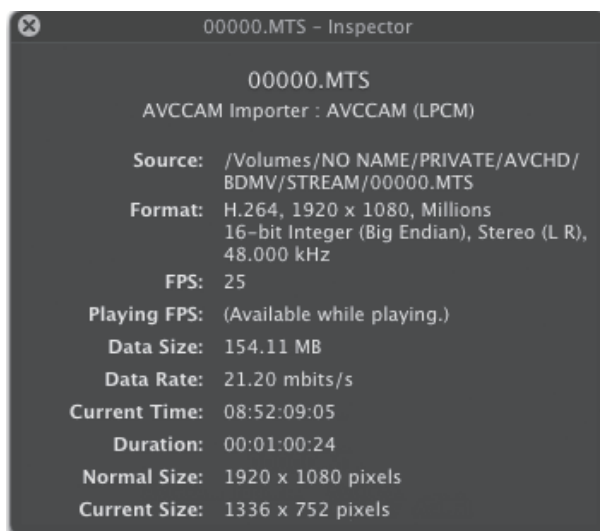 00000.MTS – Inspector
00000.MTS
AVCCAM Importer : AVCCAM (LPCM)
Source: /Volumes/NO NAME/PRIVATE/AVCHD/
BDMV/STREAM/00000.MTS
Format: H.264, 1920 x 1080, Millions
16-bit Integer (Big Endian), Stereo (L R),
48.000 kHz
FPS: 25
Playing FPS: (Available while playing.)
Data Size: 154.11 MB
Data Rate: 21.20 mbits/s
Current Time: 08:52:09:05
Duration: 00:01:00:24
Normal Size: 1920 x 1080 pixels
Current Size: 1336 x 752 pixels